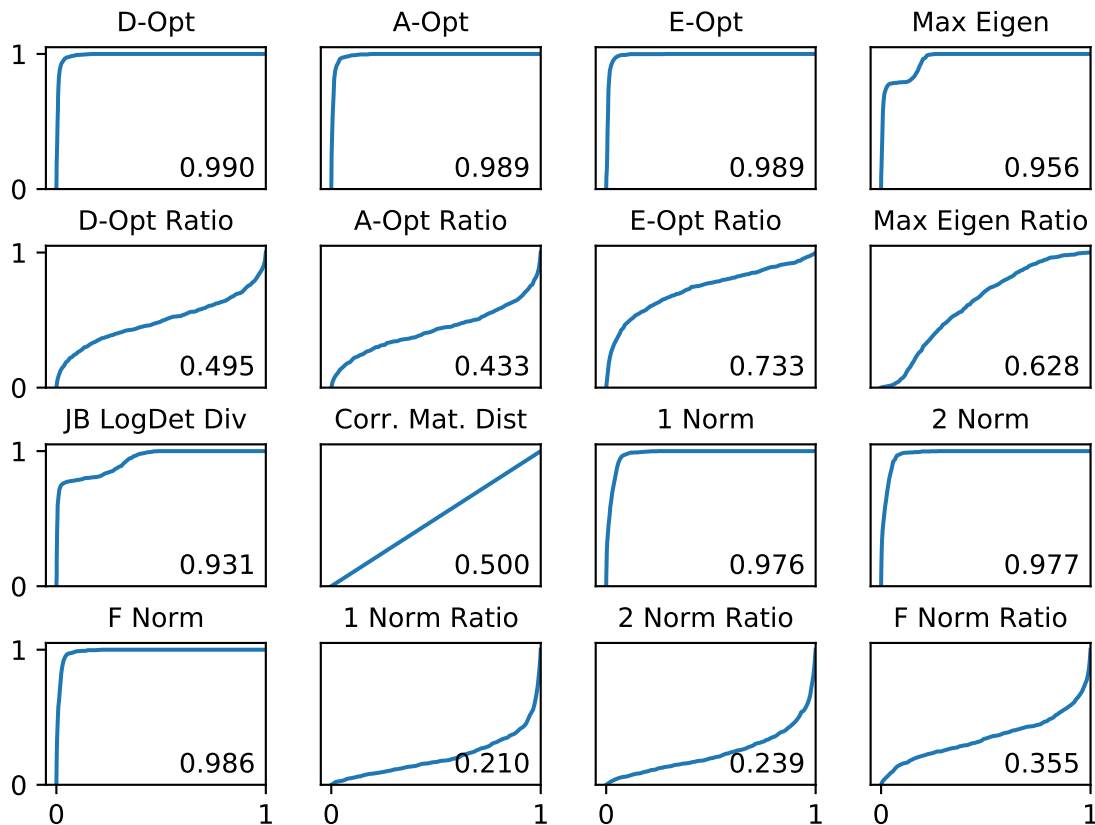 D-Opt A-Opt E-Opt Max Eigen
1
0.990 0.989 0.989 0.956
0
D-Opt Ratio A-Opt Ratio E-Opt Ratio Max Eigen Ratio
1
0.495 0.433 0.733 0.628
0
JB LogDet Div Corr. Mat. Dist 1 Norm 2 Norm
1
0.931 0.500 0.976 0.977
0
F Norm 1 Norm Ratio 2 Norm Ratio F Norm Ratio
1
0.986 0.210 0.239 0.355
0
0 1 0 1 0 1 0 1